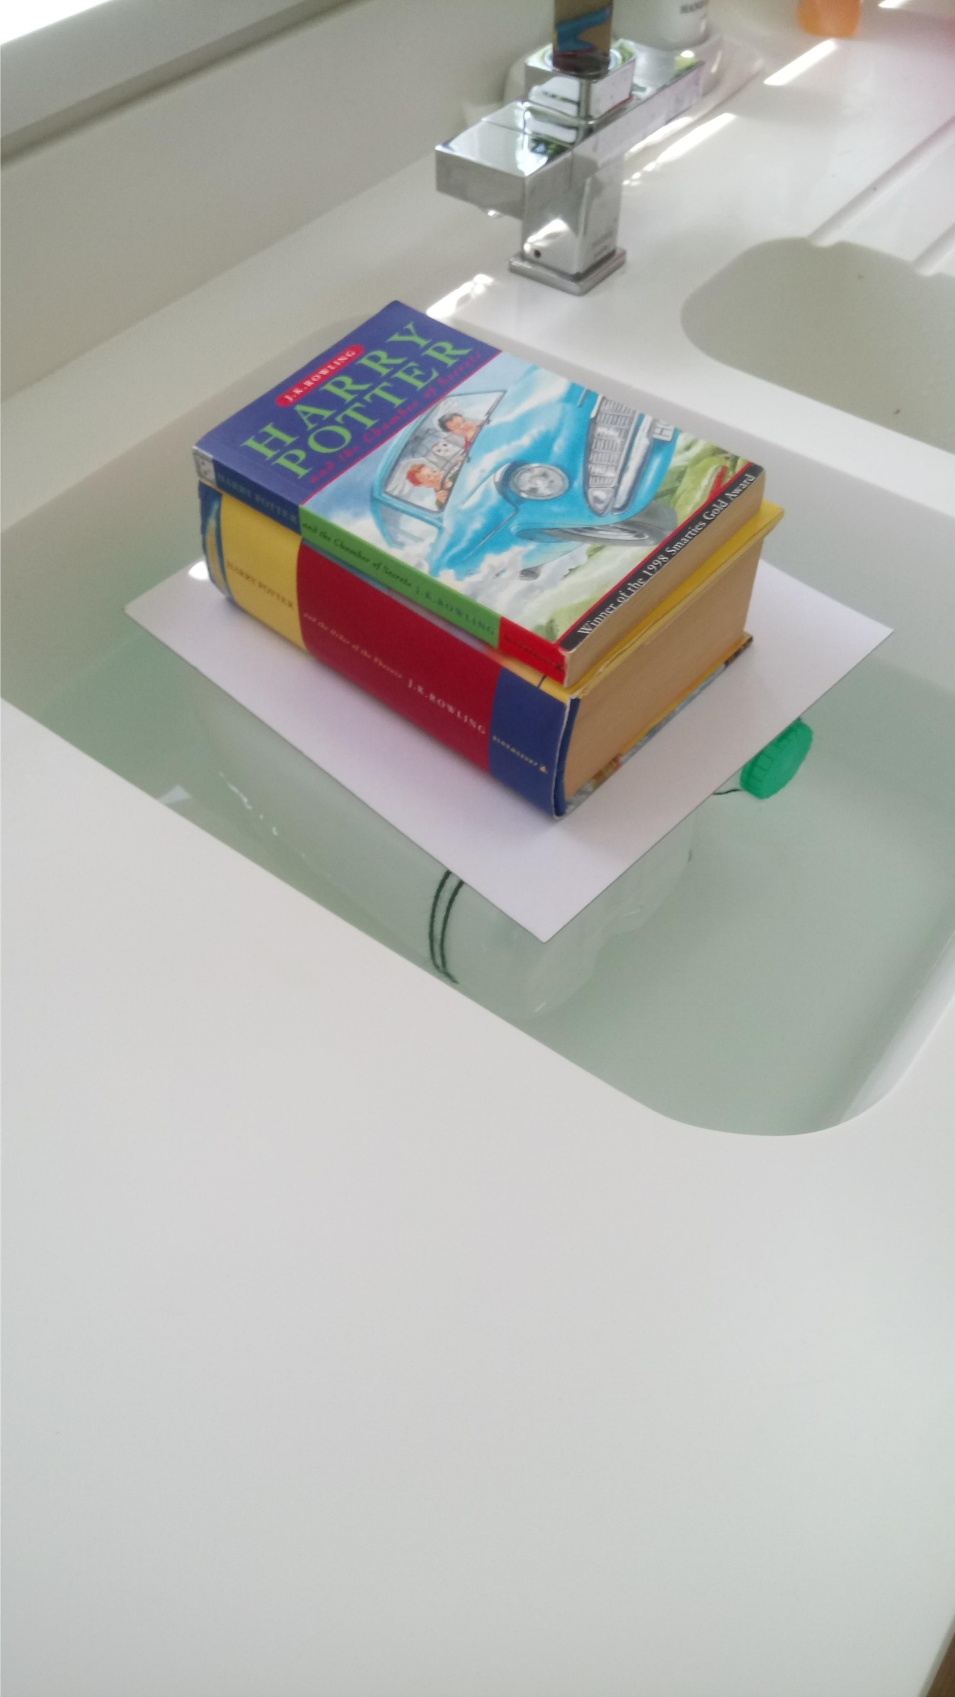 J.K.ROWLING
HARRY
POTTER
and the Chamber of Secrets
Winner of the 1998 Smarties Gold Award
HARRY POTTER and the Chamber of Secrets J.K.ROWLING
HARRY POTTER and the Order of the Phoenix J.K.ROWLING